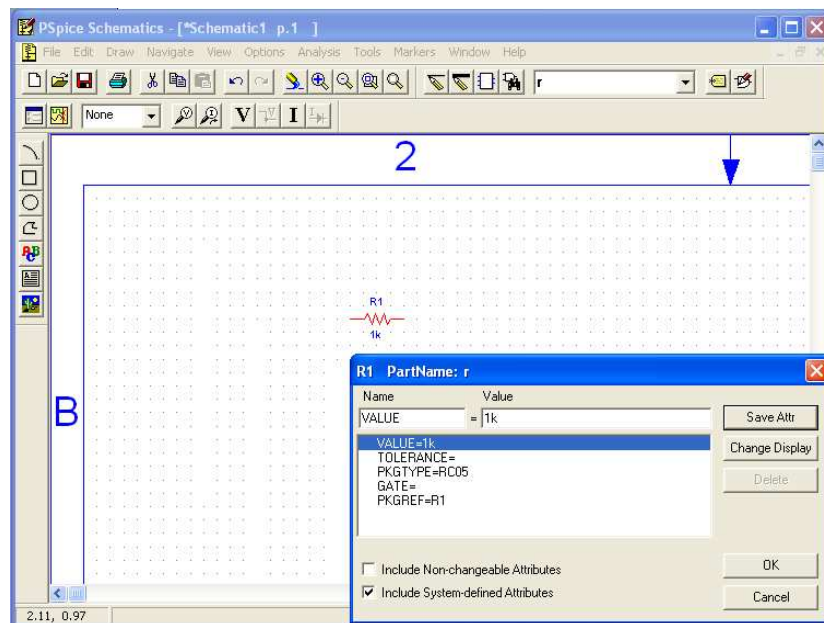 PSpice Schematics - [*Schematic1 p.1 ]
File Edit Draw Navigate View Options Analysis Tools Markers Window Help
r
None
V V I I
2
ABC
R1
1k
B
R1 PartName: r
Name Value
VALUE = 1k
Save Attr
VALUE=1k
TOLERANCE=
PKGTYPE=RC05
GATE=
PKGREF=R1
Change Display
Delete
Include Non-changeable Attributes
Include System-defined Attributes
OK
Cancel
2.11, 0.97